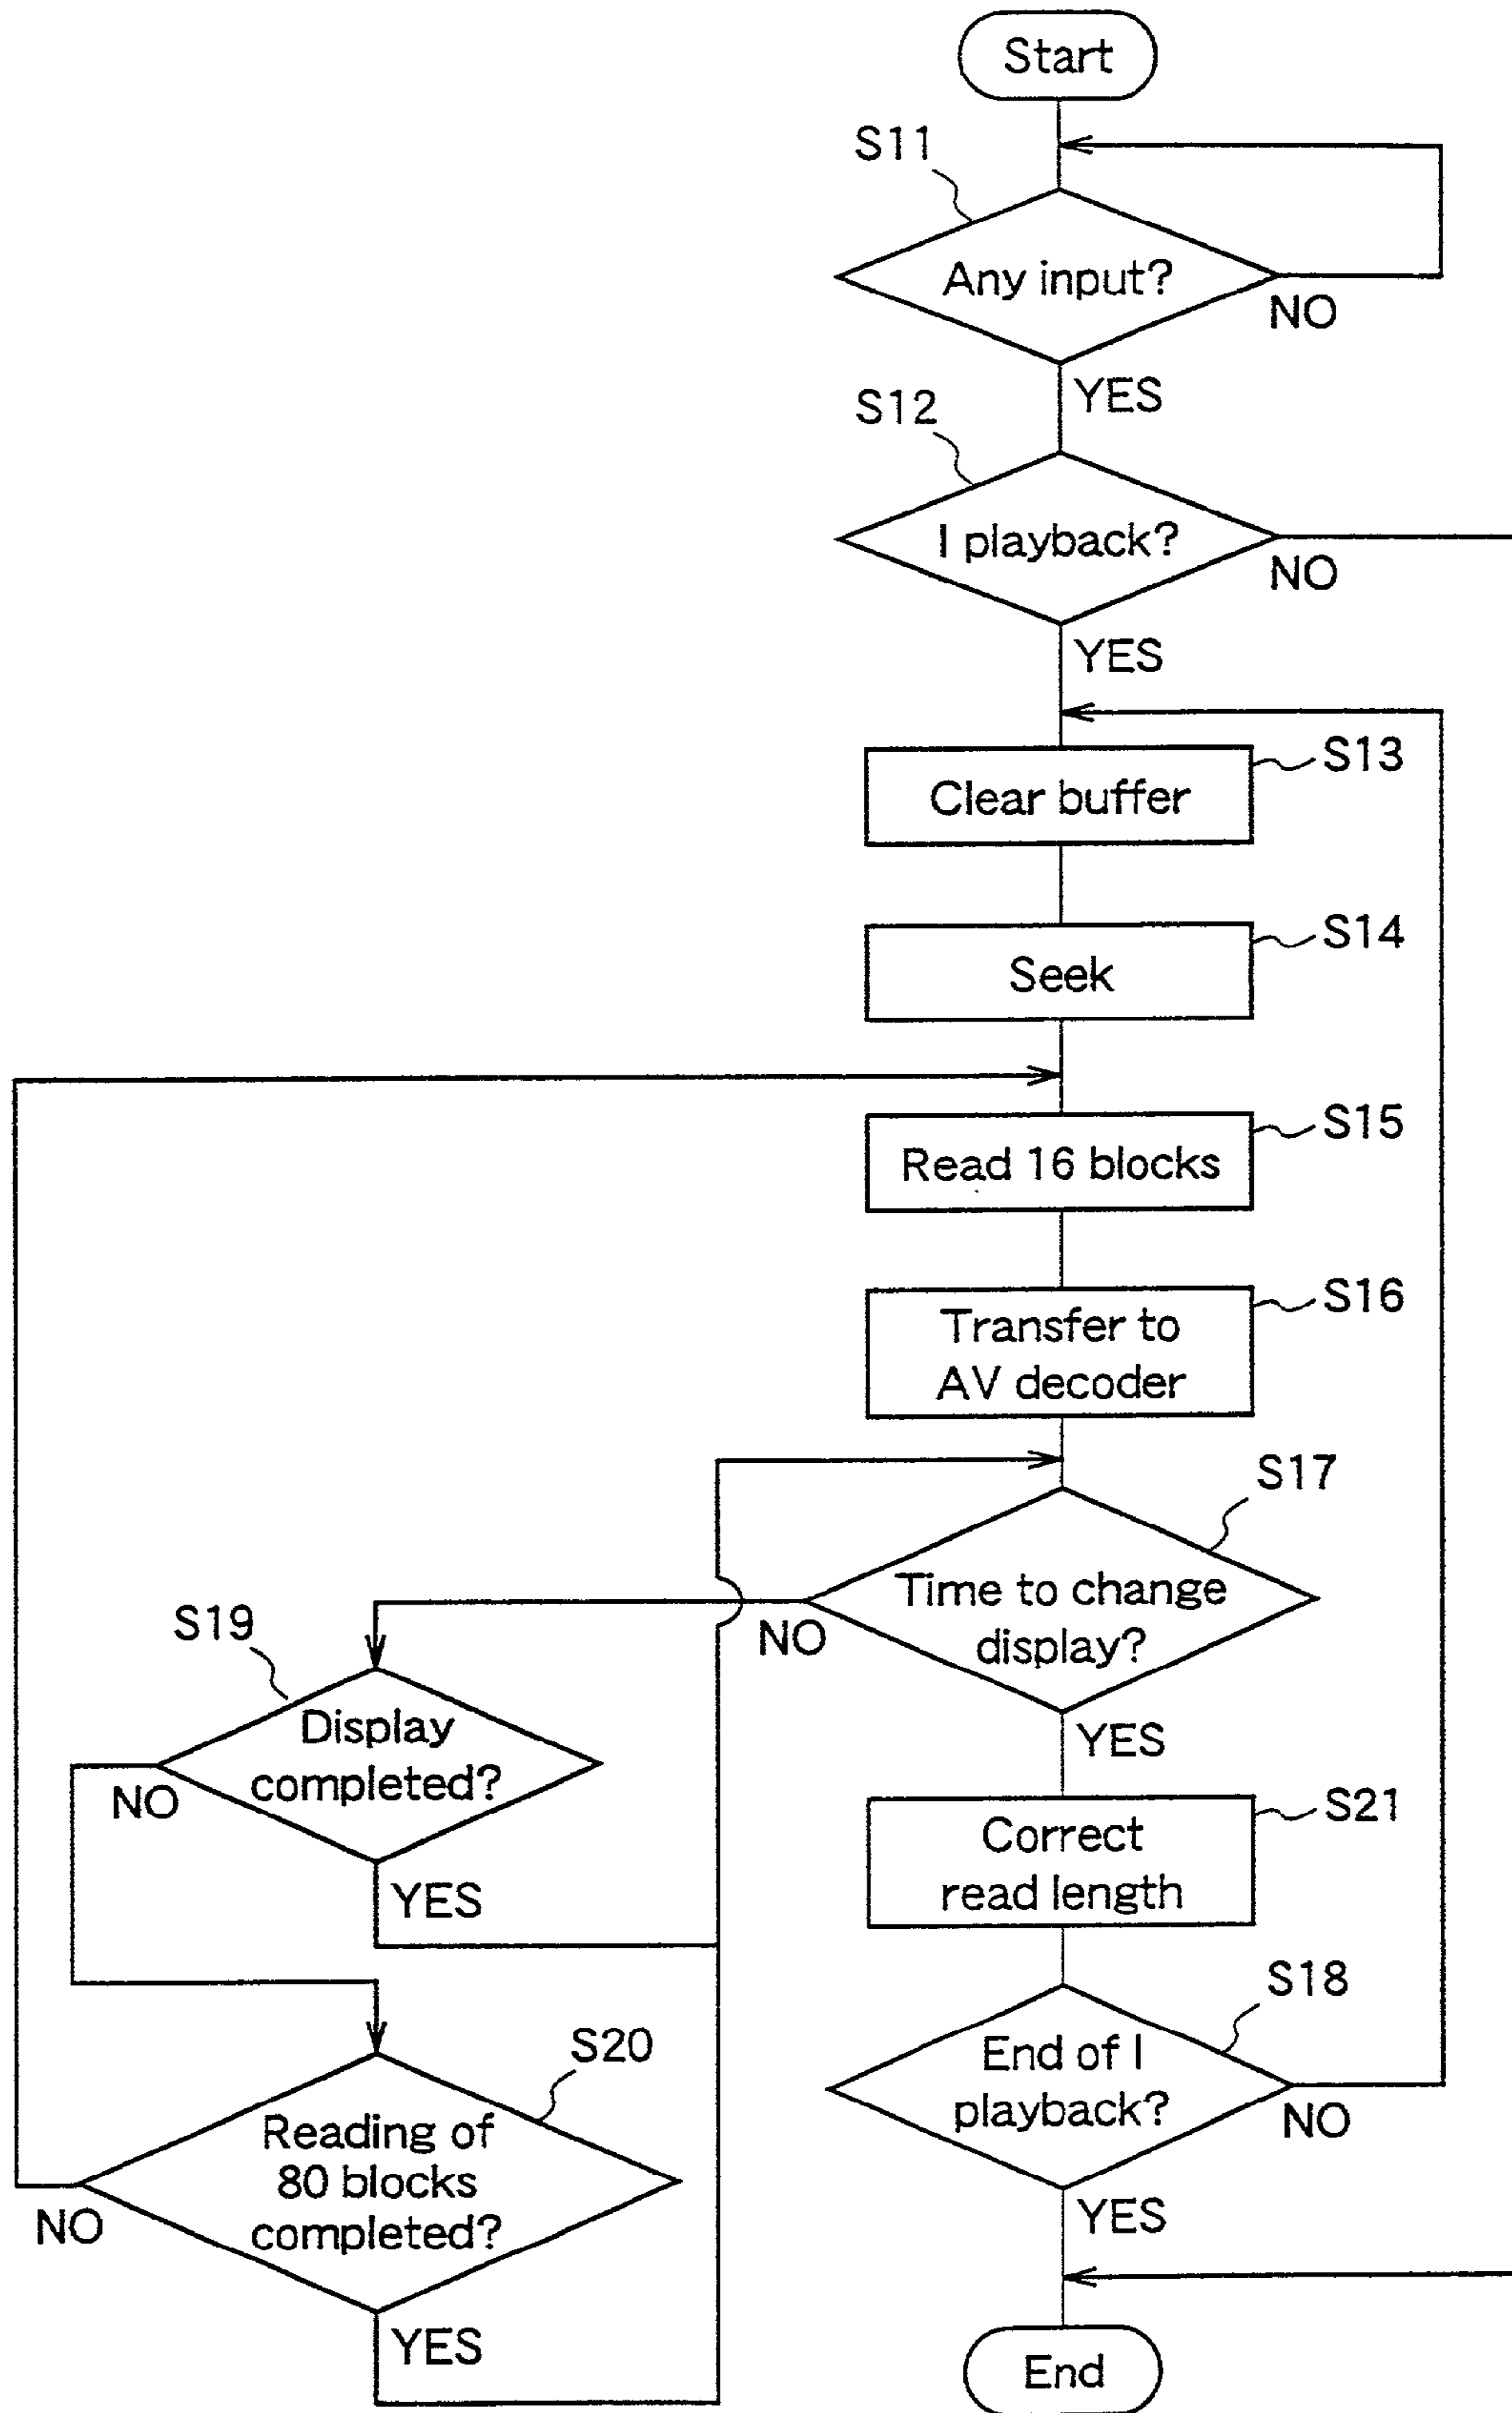 Start
S11
Any input?
NO
YES
S12
I playback?
NO
YES
S13
Clear buffer
S14
Seek
S15
Read 16 blocks
S16
Transfer to
AV decoder
S17
Time to change
display?
NO
YES
S19
Display
completed?
NO
YES
S21
Correct
read length
S18
End of I
playback?
NO
YES
S20
Reading of
80 blocks
completed?
NO
YES
End